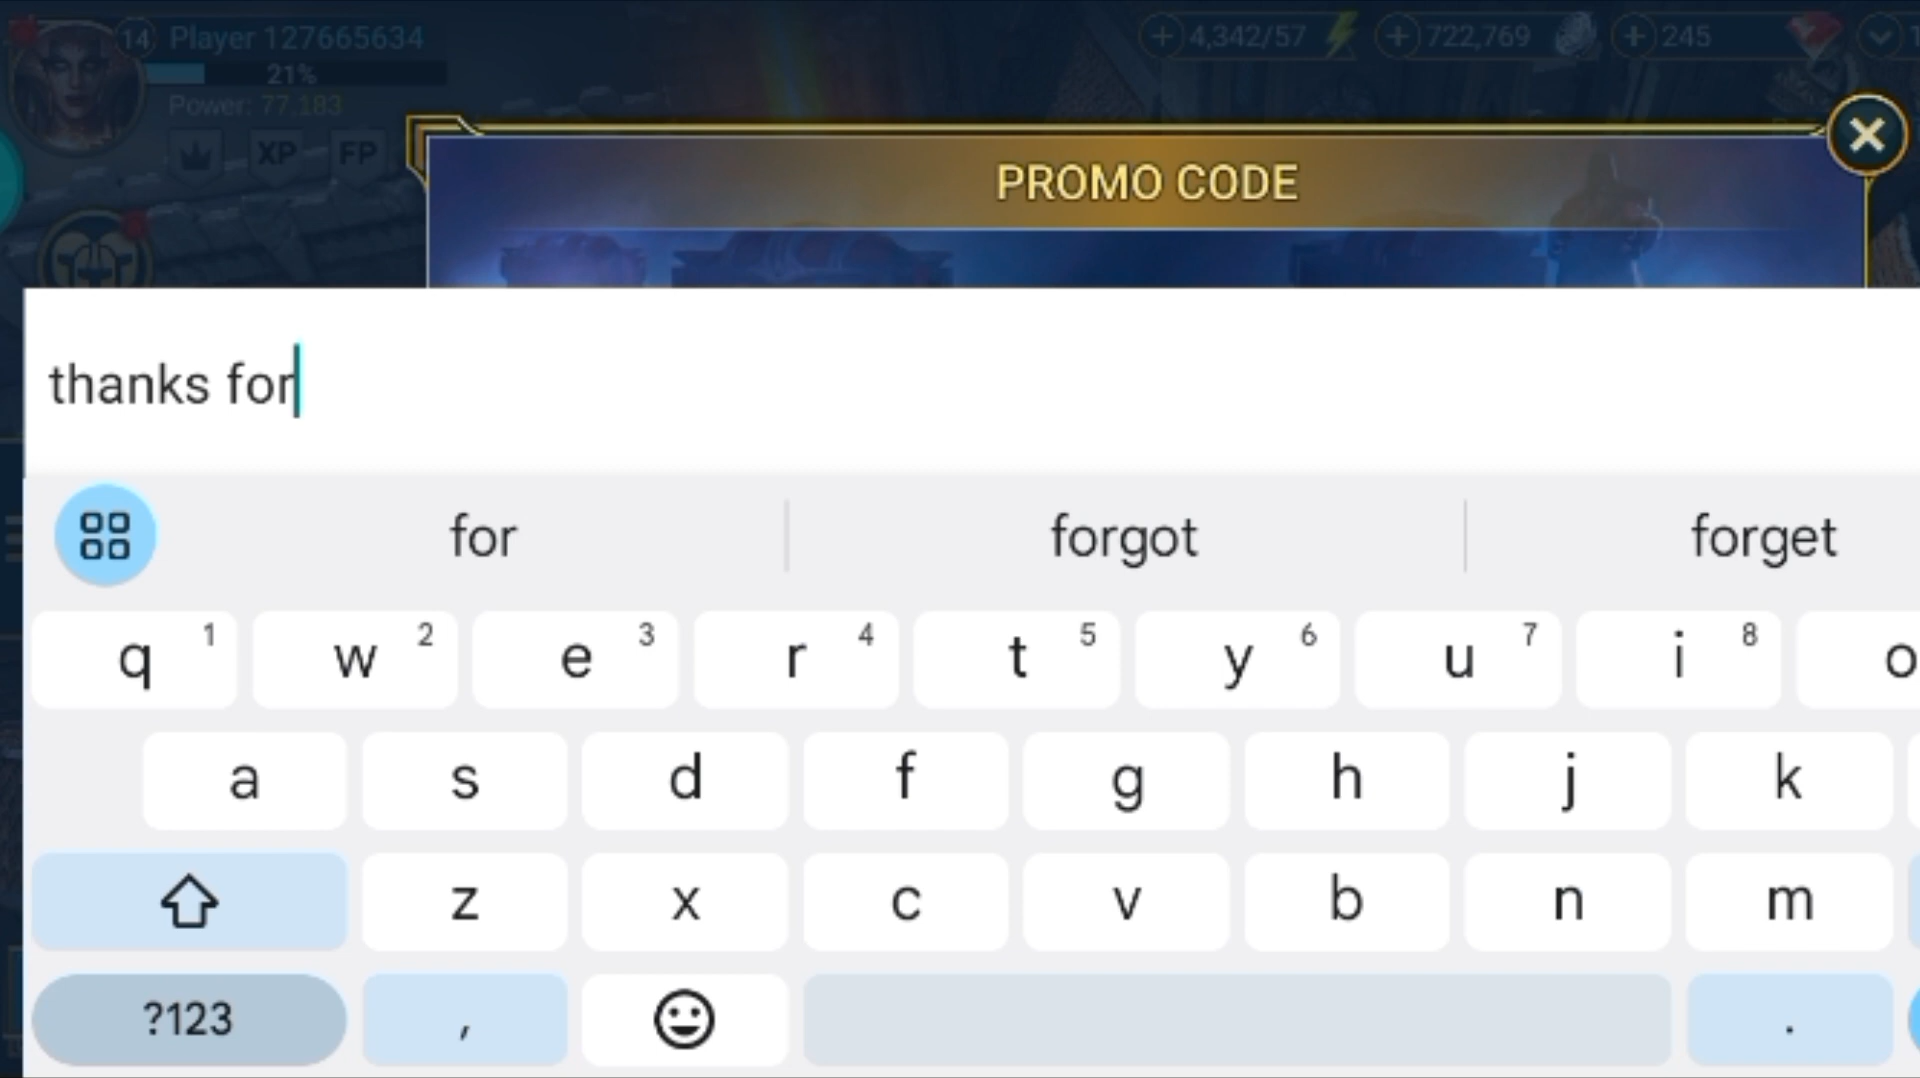 14 Player 127665634
4,342/57
722,769
245
21%
Power: 77,183
XP
FP
PROMO CODE
thanks for
for
forgot
forget
q 1
w 2
e 3
r 4
t 5
y 6
u 7
i 8
o
a
s
d
f
g
h
j
k
z
x
c
v
b
n
m
?123
,
.